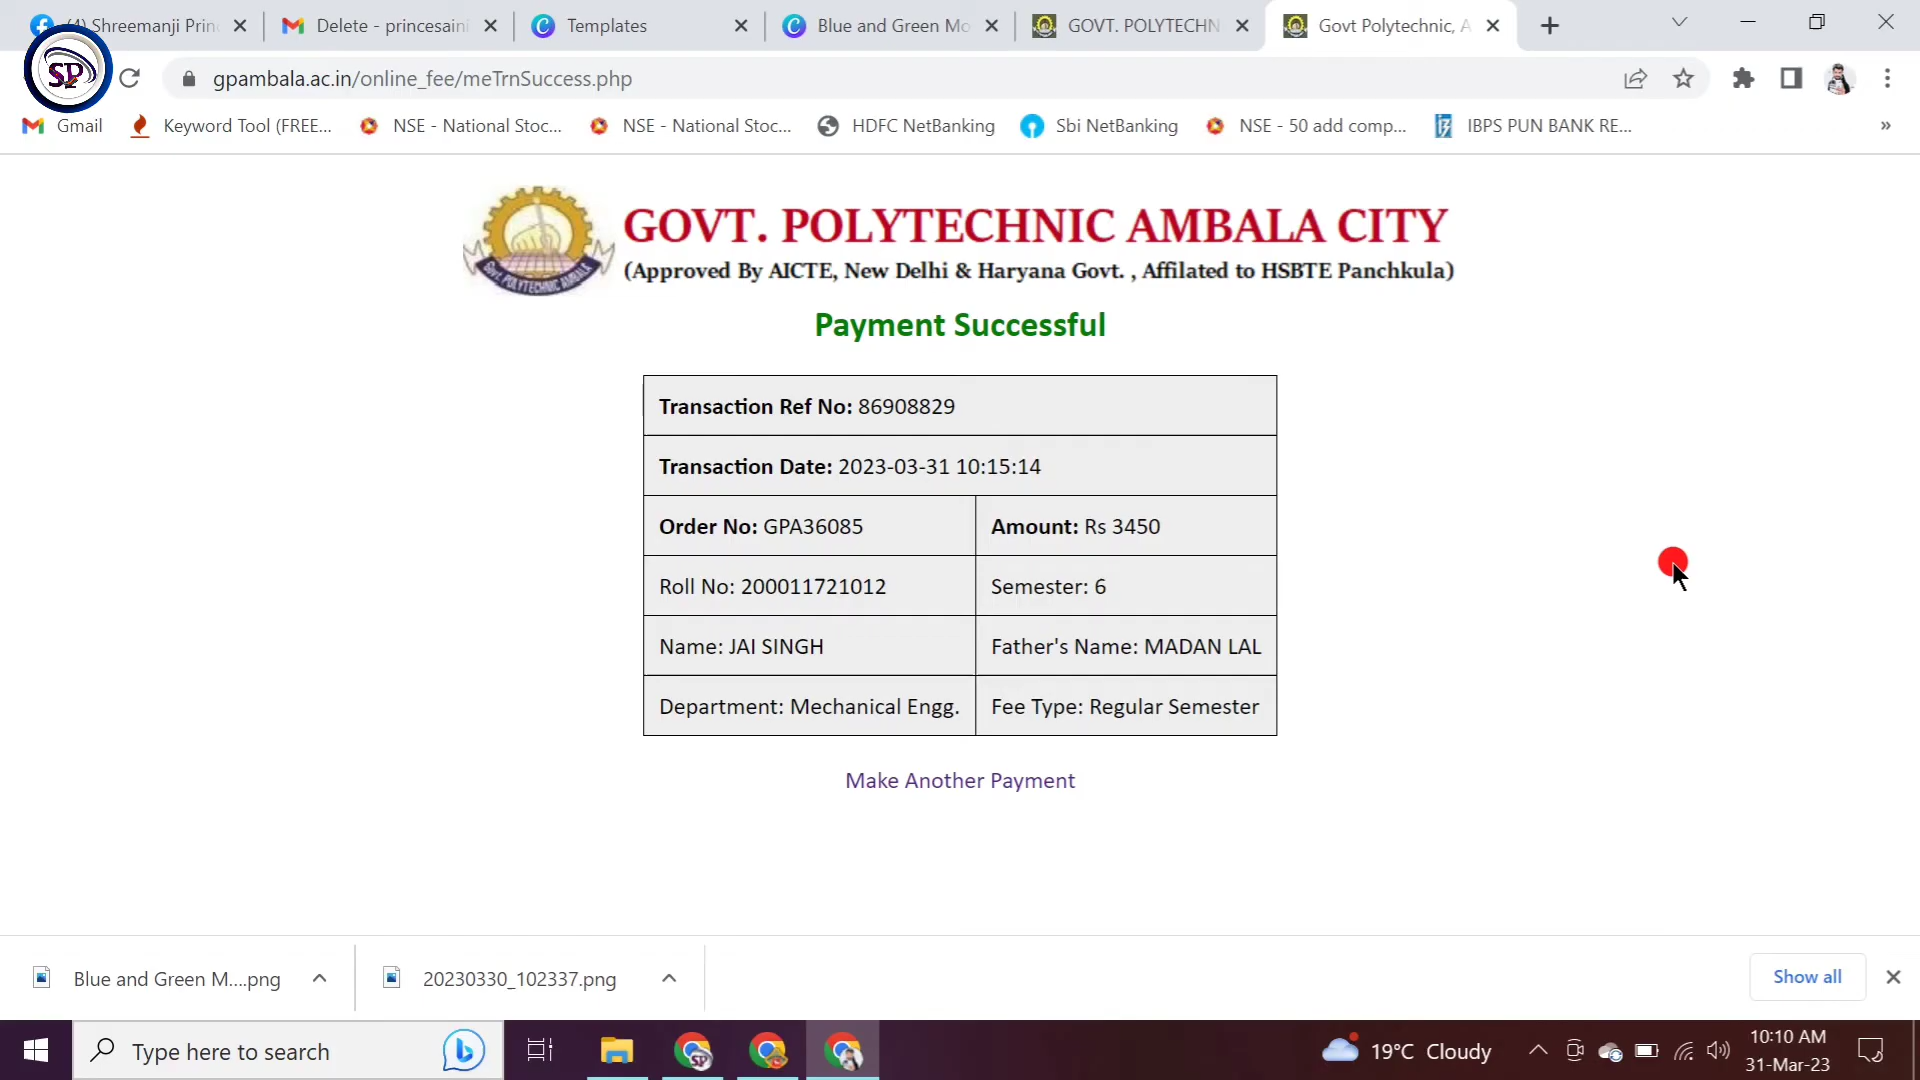 (4) Shreemanji Prin
Delete - princesaini
Templates
Blue and Green Mo
GOVT. POLYTECHN
Govt Polytechnic, A
SP
gpambala.ac.in/online_fee/meTrnSuccess.php
Gmail
Keyword Tool (FREE...
NSE - National Stoc...
NSE - National Stoc...
HDFC NetBanking
Sbi NetBanking
NSE - 50 add comp...
IBPS PUN BANK RE...
»
GOVT. POLYTECHNIC AMBALA CITY
(Approved By AICTE, New Delhi & Haryana Govt. , Affilated to HSBTE Panchkula)
Govt. POLYTECHNIC AMBALA
Payment Successful
Transaction Ref No: 86908829
Transaction Date: 2023-03-31 10:15:14
Order No: GPA36085
Amount: Rs 3450
Roll No: 200011721012
Semester: 6
Name: JAI SINGH
Father's Name: MADAN LAL
Department: Mechanical Engg.
Fee Type: Regular Semester
Make Another Payment
Blue and Green M....png
20230330_102337.png
Show all
Type here to search
19°C Cloudy
10:10 AM
31-Mar-23